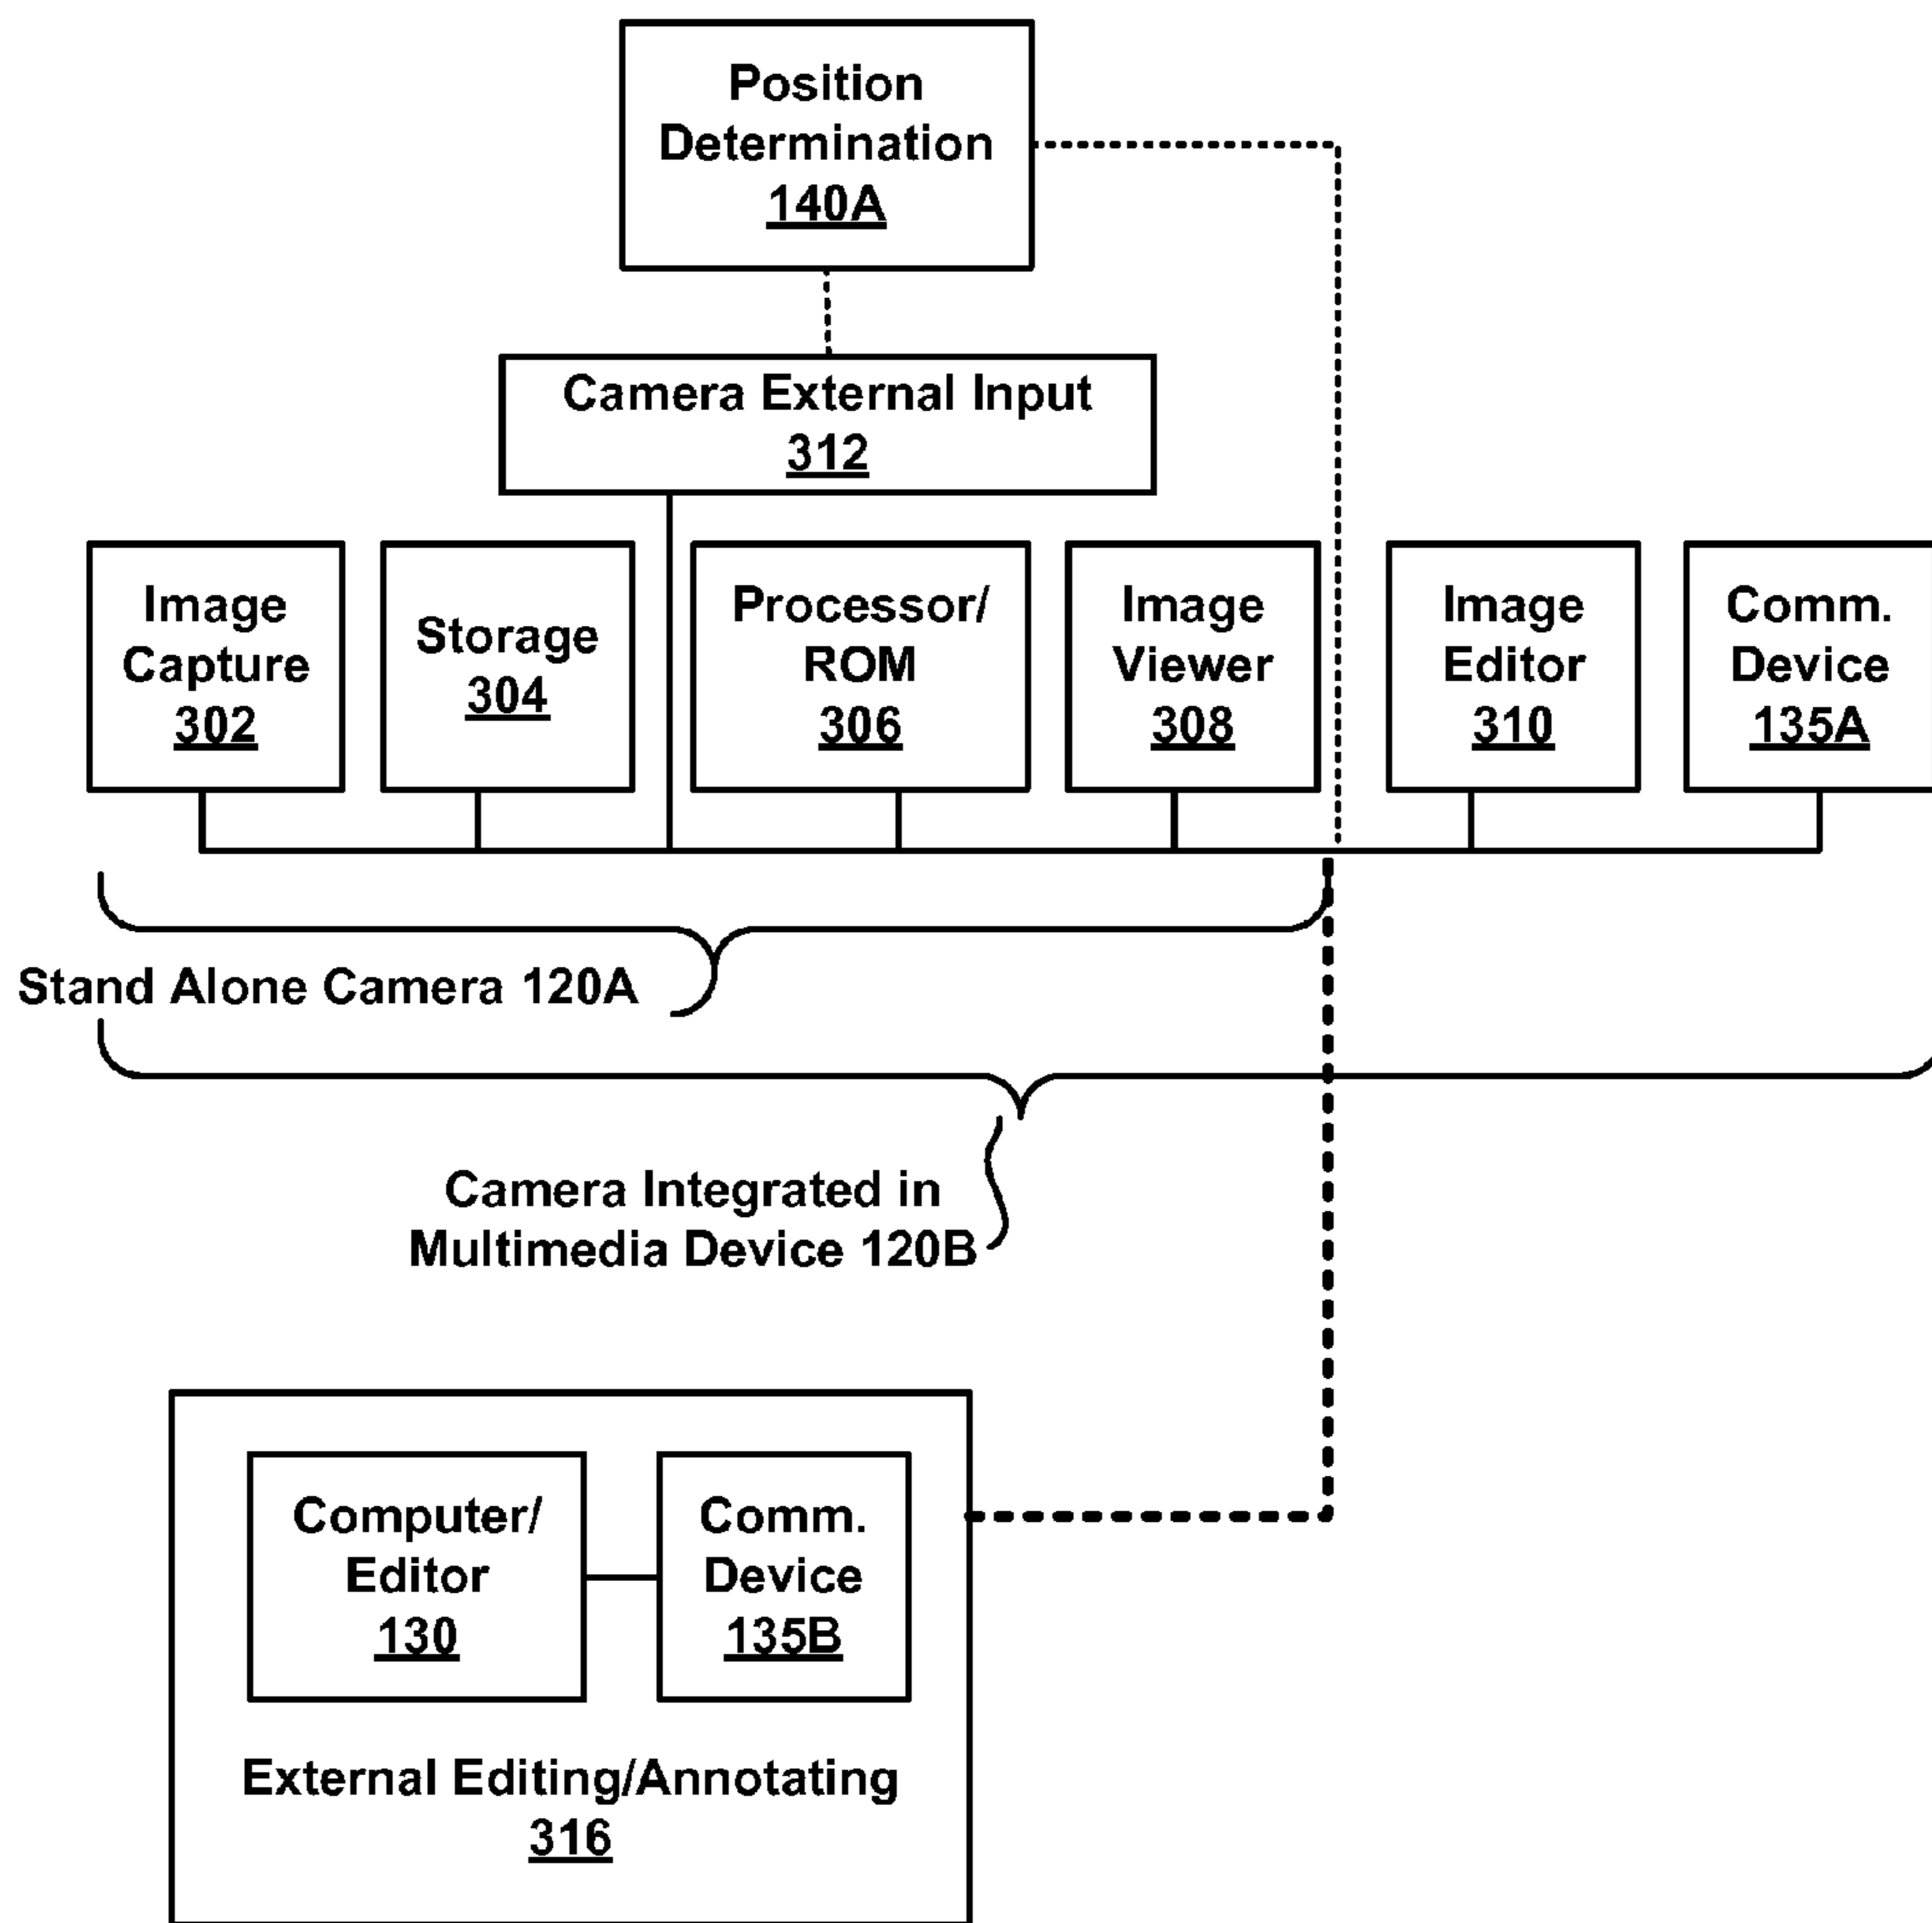 Position
Determination
140A
Camera External Input
312
Image
Capture
302
Storage
304
Processor/
ROM
306
Image
Viewer
308
Image
Editor
310
Comm.
Device
135A
Stand Alone Camera 120A
Camera Integrated in
Multimedia Device 120B
Computer/
Editor
130
Comm.
Device
135B
External Editing/Annotating
316